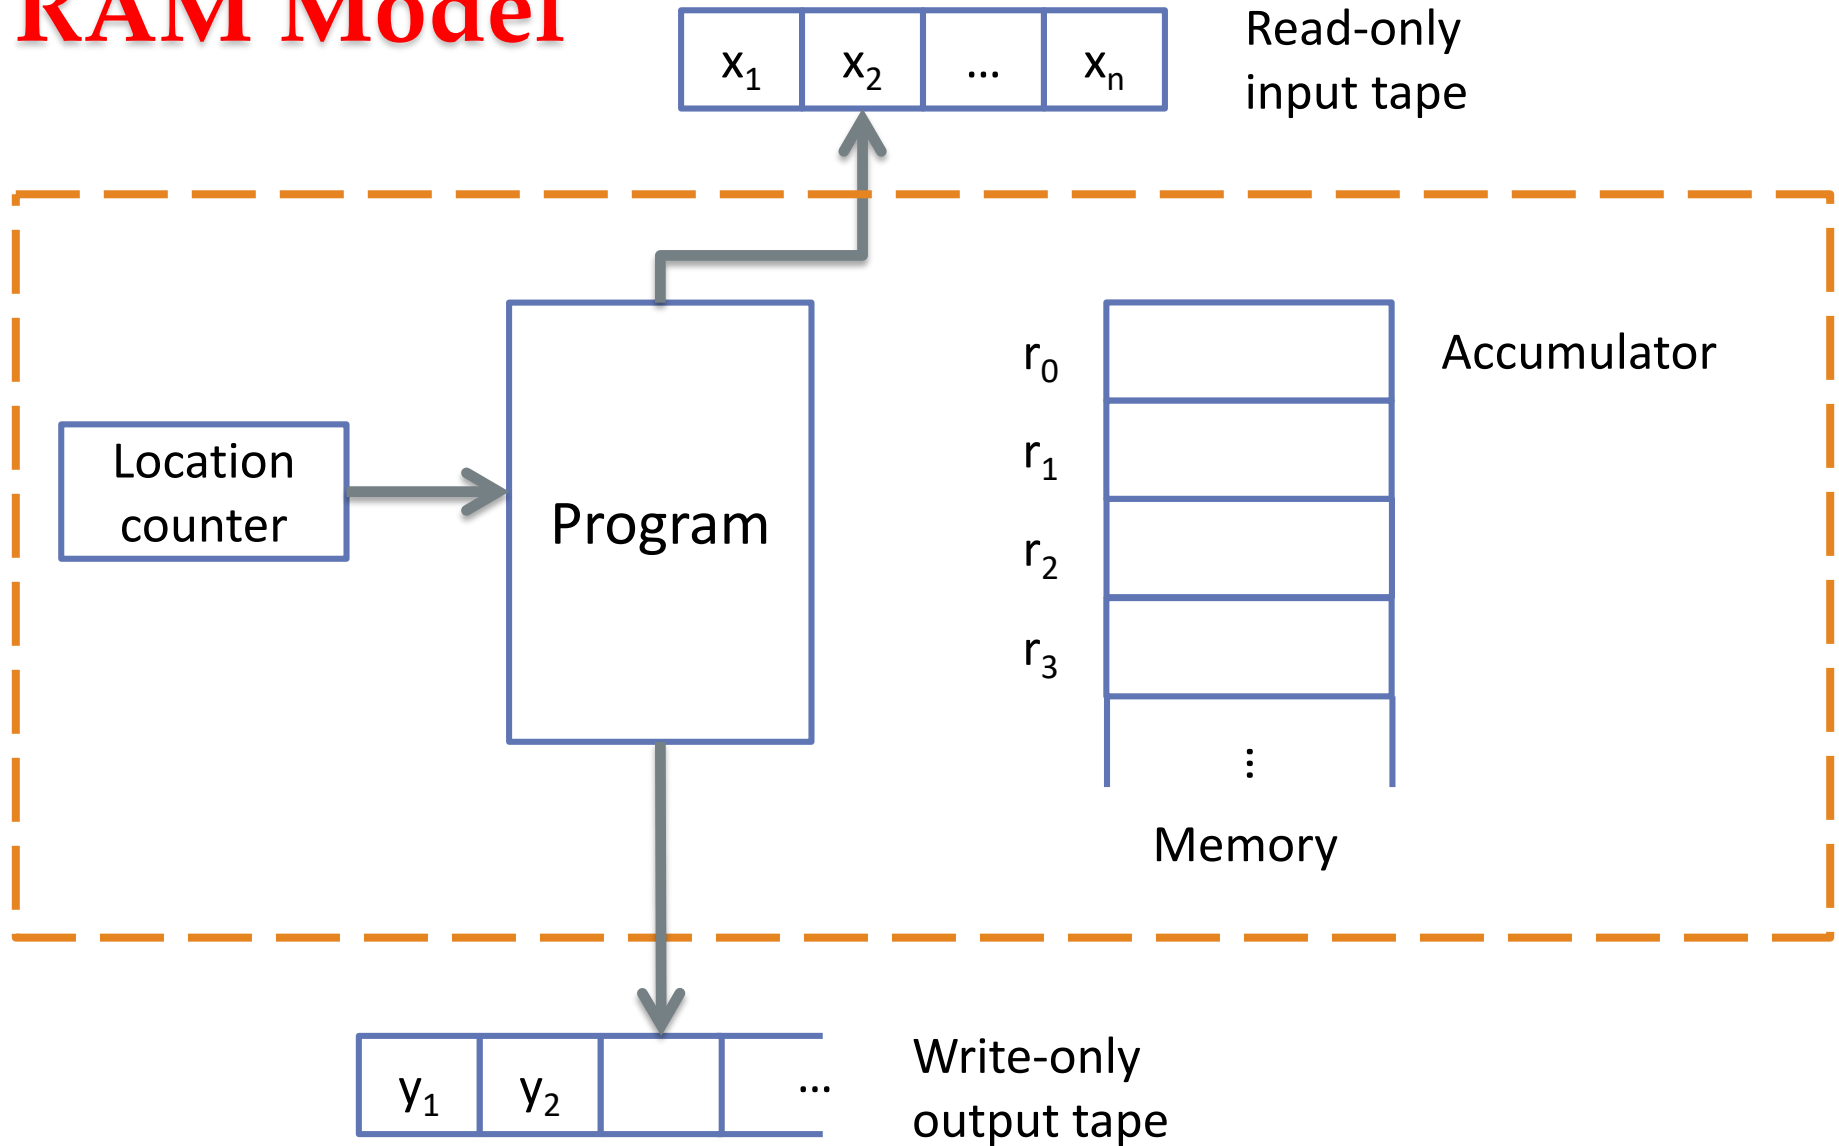 RAM Model
x₁ x₂ ... xₙ
Read-only
input tape
Location
counter
Program
r₀
r₁
r₂
r₃
Accumulator
⋮
Memory
y₁ y₂ ...
Write-only
output tape